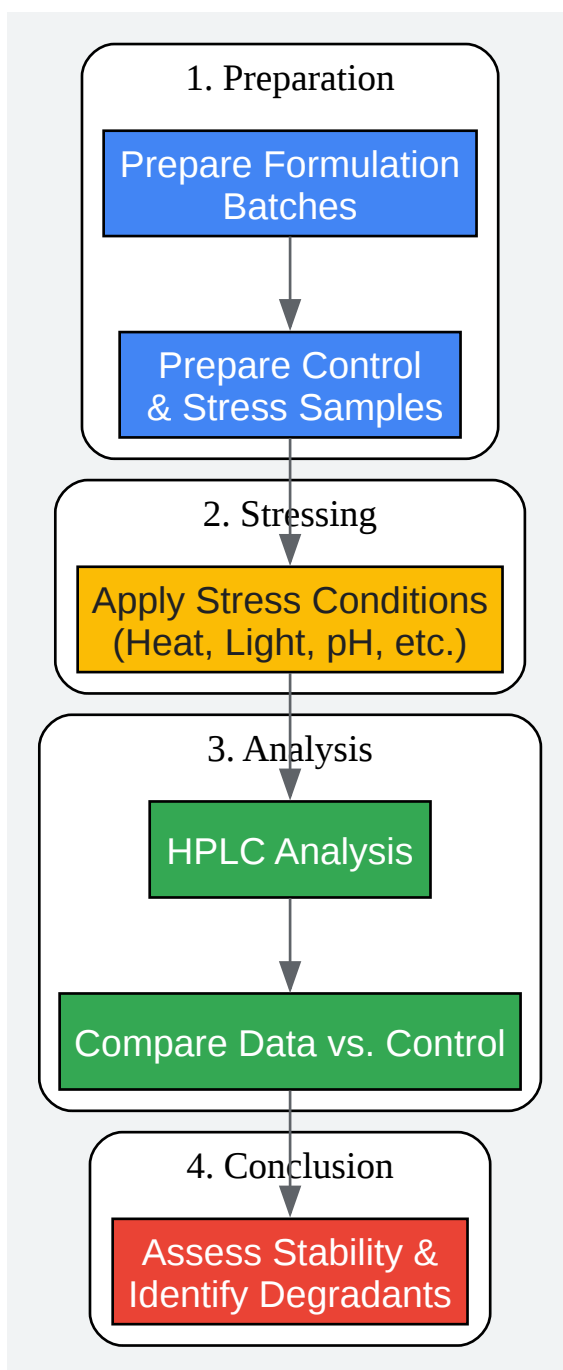 1. Preparation
Prepare Formulation
Batches
Prepare Control
& Stress Samples
2. Stressing
Apply Stress Conditions
(Heat, Light, pH, etc.)
3. Analysis
HPLC Analysis
Compare Data vs. Control
4. Conclusion
Assess Stability &
Identify Degradants